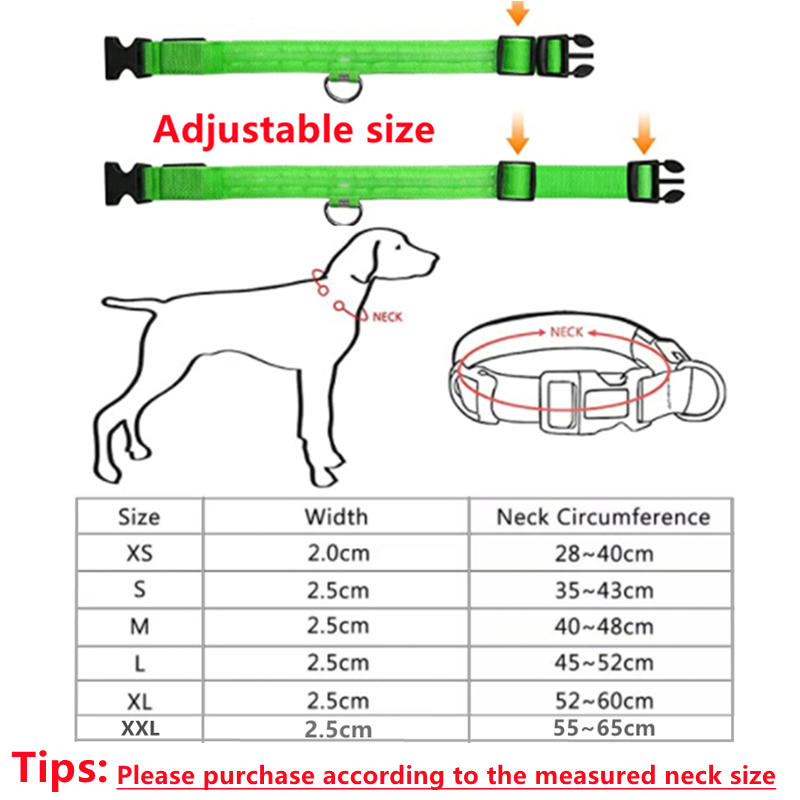 Adjustable size
NECK
NECK
Size Width Neck Circumference
XS 2.0cm 28~40cm
S 2.5cm 35~43cm
M 2.5cm 40~48cm
L 2.5cm 45~52cm
XL 2.5cm 52~60cm
XXL 2.5cm 55~65cm
Tips: Please purchase according to the measured neck size